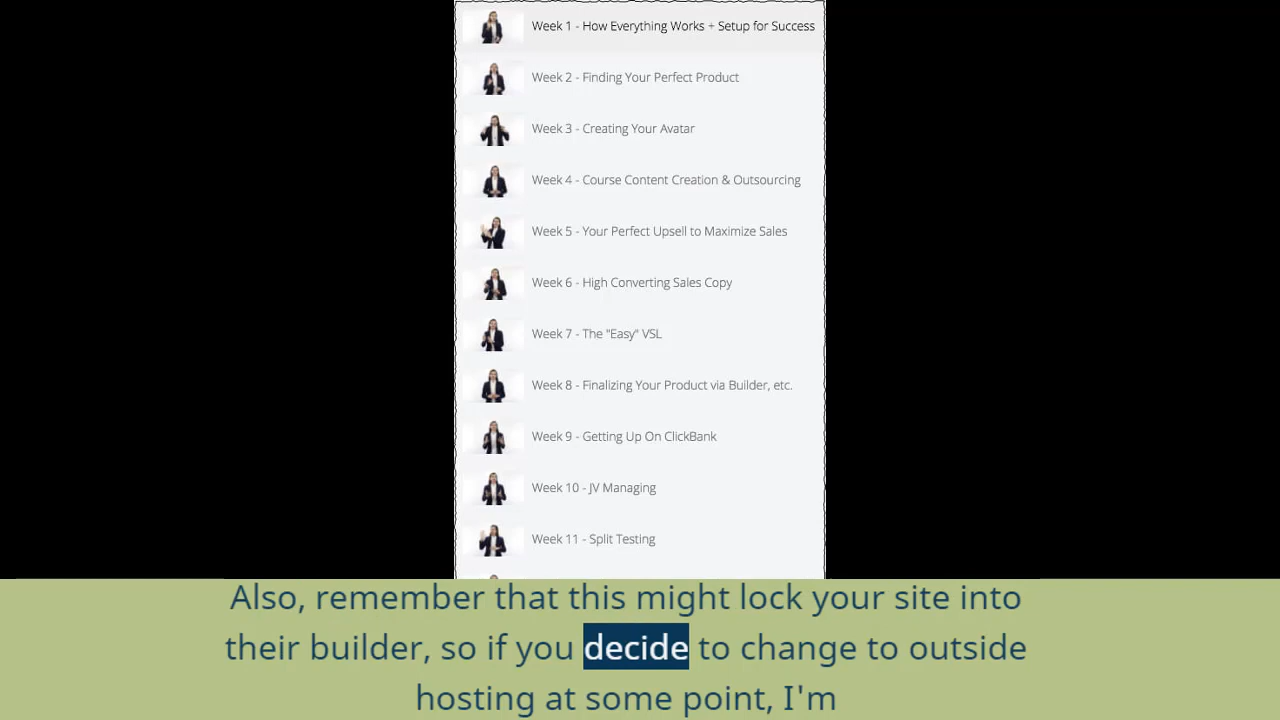 Week 1 - How Everything Works + Setup for Success
Week 2 - Finding Your Perfect Product
Week 3 - Creating Your Avatar
Week 4 - Course Content Creation & Outsourcing
Week 5 - Your Perfect Upsell to Maximize Sales
Week 6 - High Converting Sales Copy
Week 7 - The "Easy" VSL
Week 8 - Finalizing Your Product via Builder, etc.
Week 9 - Getting Up On ClickBank
Week 10 - JV Managing
Week 11 - Split Testing
Also, remember that this might lock your site into
their builder, so if you decide to change to outside
hosting at some point, I'm